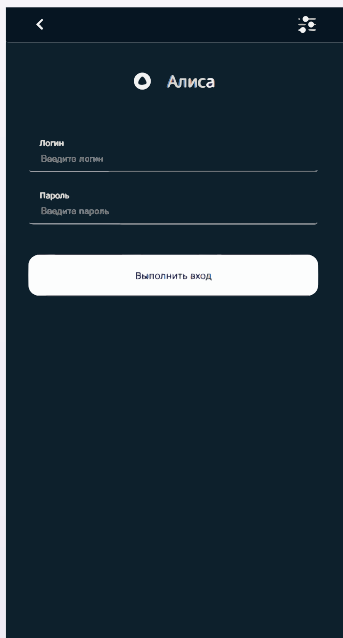 Алиса
Логин
Введите логин
Пароль
Введите пароль
Выполнить вход